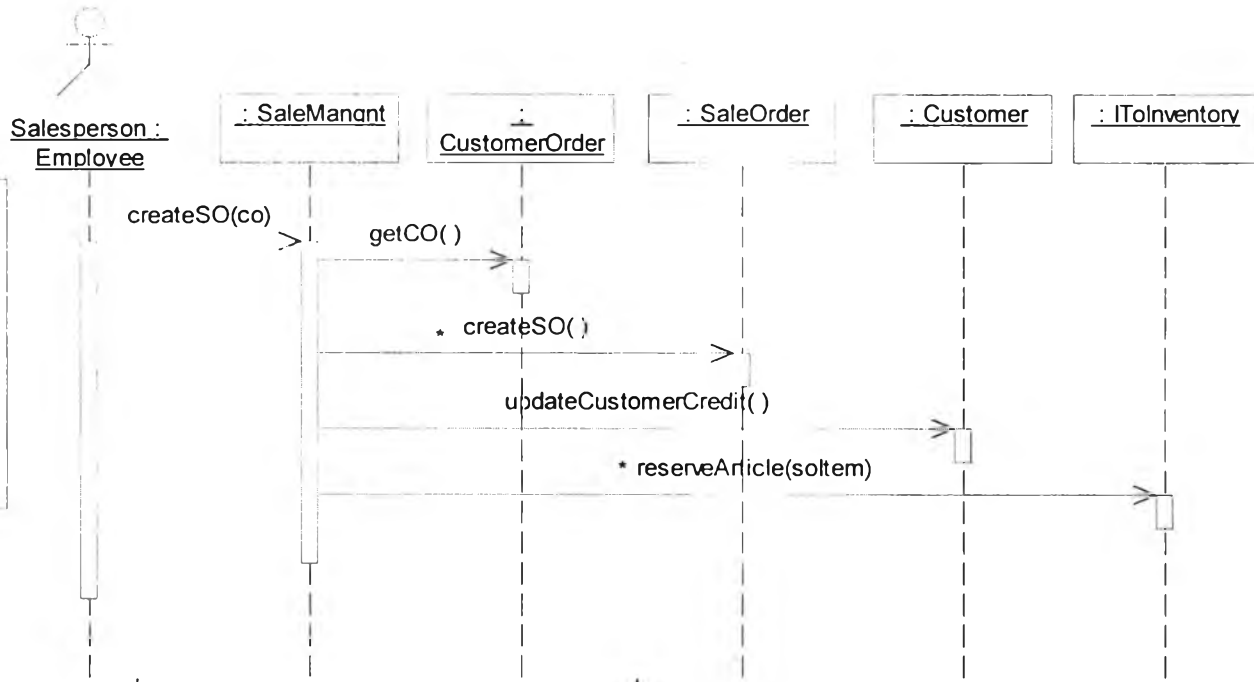 Salesperson :
Employee
: SaleMangnt
:
CustomerOrder
: SaleOrder
: Customer
: IToInventory
createSO(co)
getCO( )
* createSO( )
updateCustomerCredit( )
* reserveArticle(soItem)